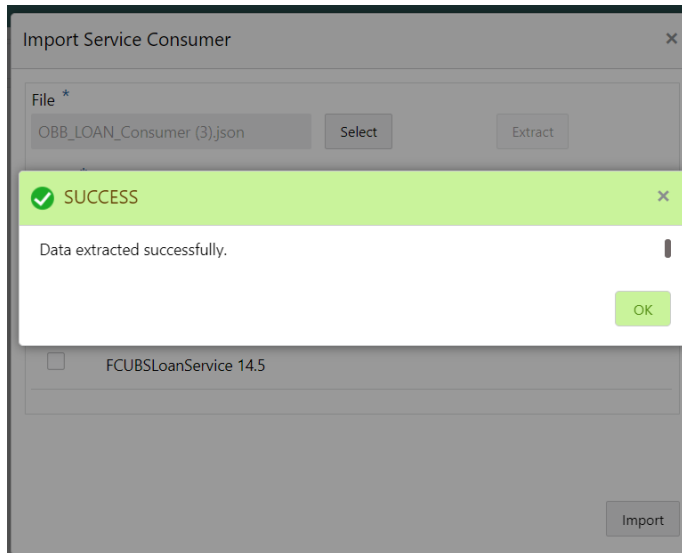 Import Service Consumer ×
File *
OBB_LOAN_Consumer (3).json Select Extract
SUCCESS ×
Data extracted successfully.
OK
FCUBSLoanService 14.5
Import